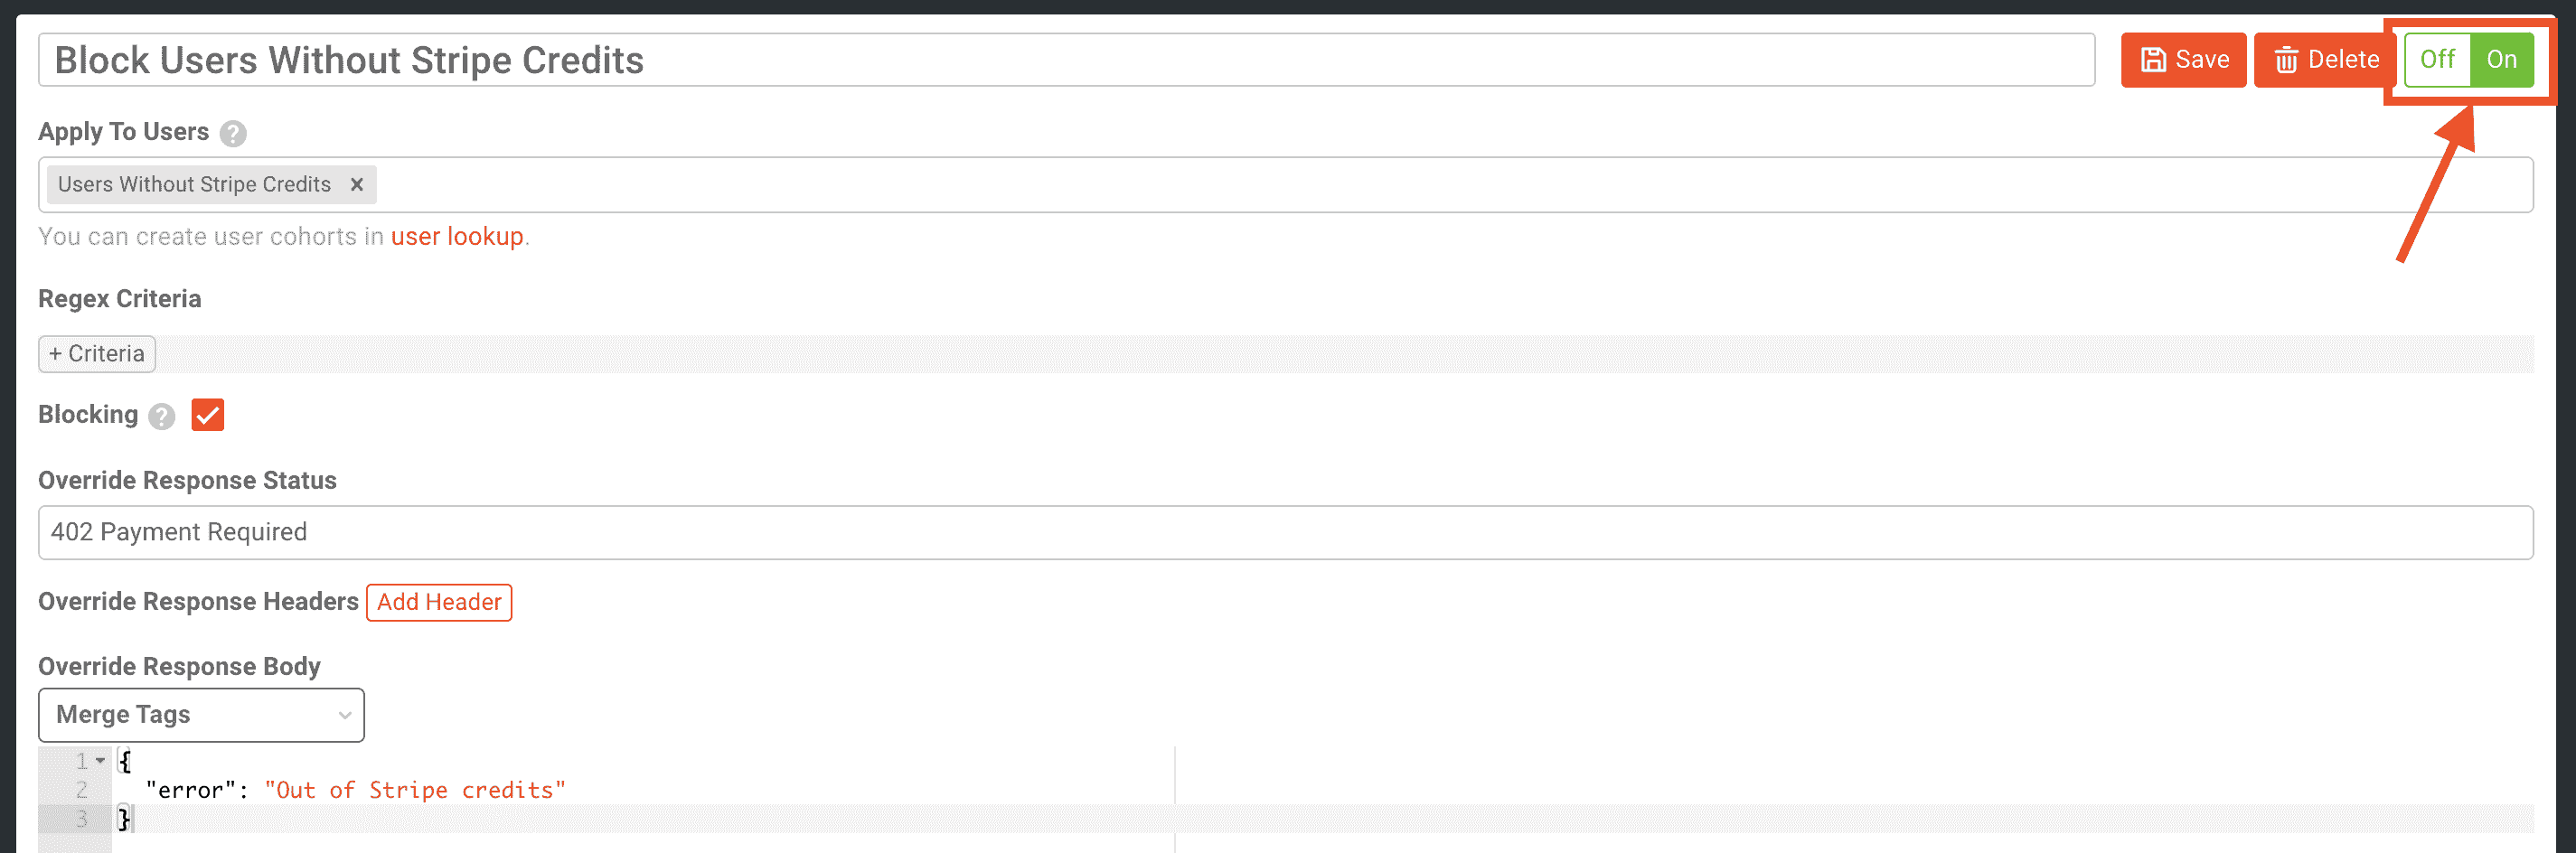 Block Users Without Stripe Credits Save Delete Off On
Apply To Users ?
Users Without Stripe Credits ×
You can create user cohorts in user lookup.
Regex Criteria
+ Criteria
Blocking ?
Override Response Status
402 Payment Required
Override Response Headers Add Header
Override Response Body
Merge Tags
1 {
2 "error": "Out of Stripe credits"
3 }